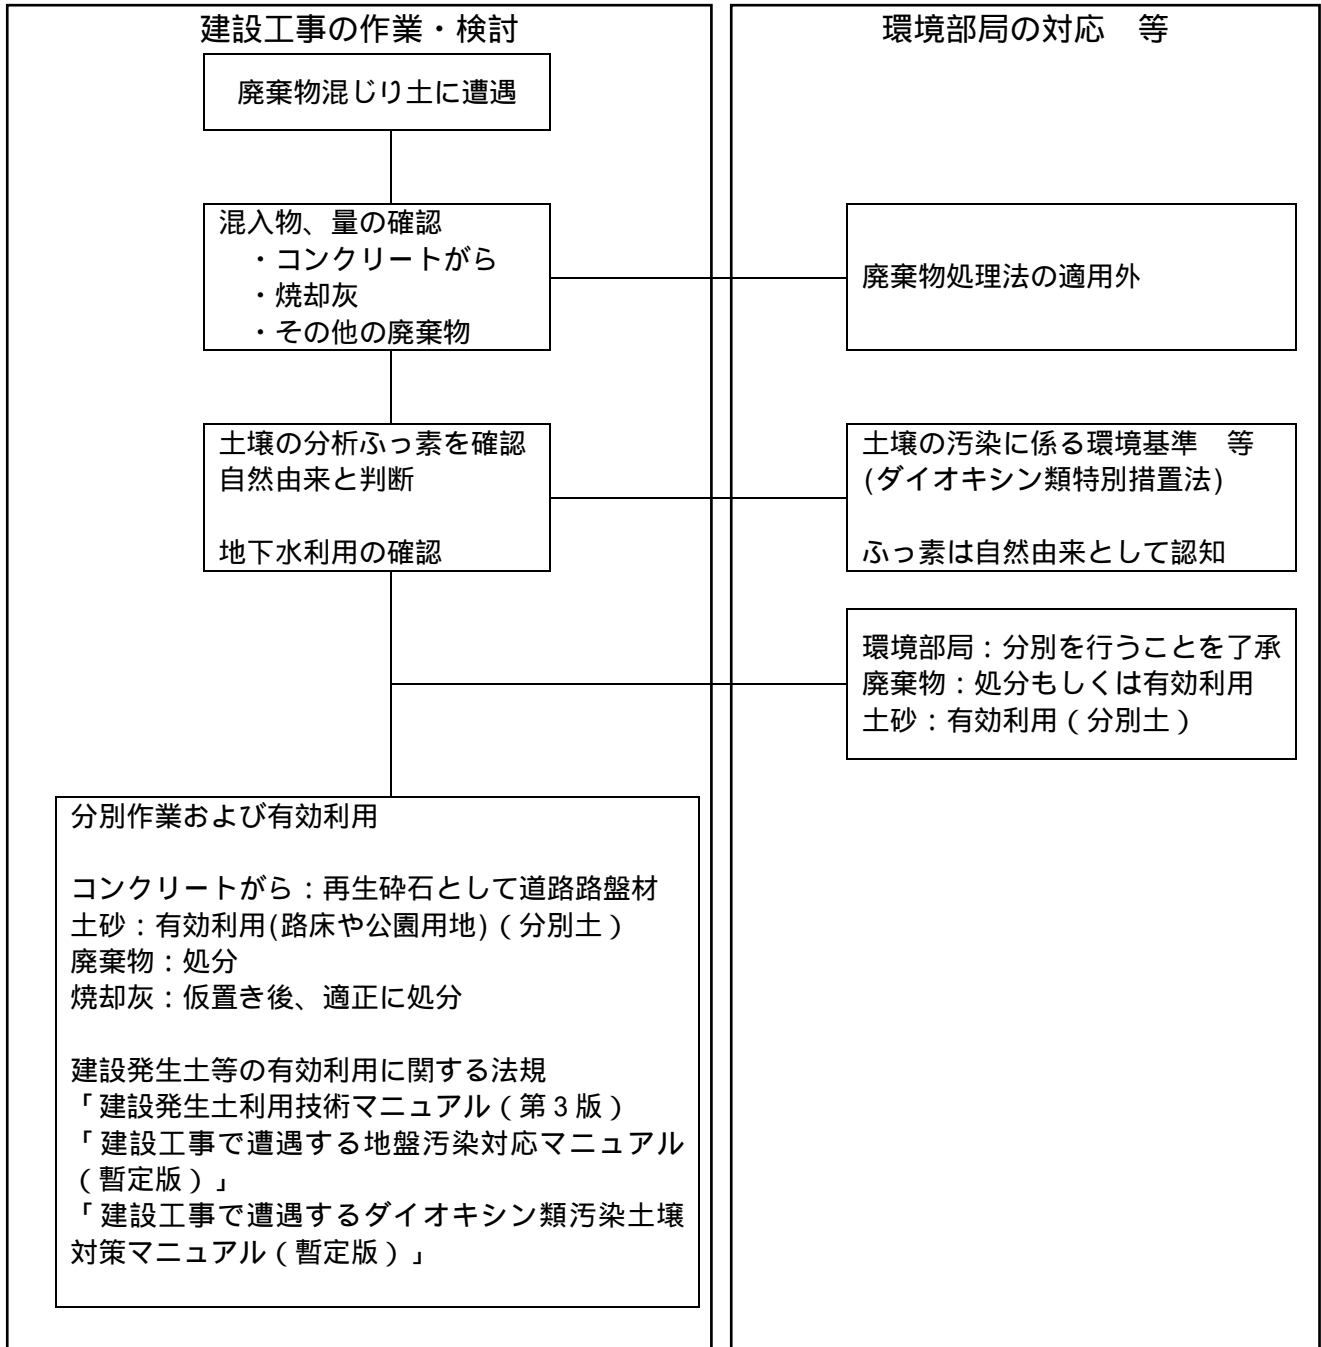 建設工事の作業・検討
廃棄物混じり土に遭遇
混入物、量の確認
・コンクリートがら
・焼却灰
・その他の廃棄物
土壌の分析ふっ素を確認
自然由来と判断
地下水利用の確認
分別作業および有効利用
コンクリートがら：再生砕石として道路路盤材
土砂：有効利用(路床や公園用地)（分別土）
廃棄物：処分
焼却灰：仮置き後、適正に処分
建設発生土等の有効利用に関する法規
「建設発生土利用技術マニュアル（第3版）
「建設工事で遭遇する地盤汚染対応マニュアル
（暫定版）」
「建設工事で遭遇するダイオキシン類汚染土壌
対策マニュアル（暫定版）」
環境部局の対応　等
廃棄物処理法の適用外
土壌の汚染に係る環境基準　等
(ダイオキシン類特別措置法)
ふっ素は自然由来として認知
環境部局：分別を行うことを了承
廃棄物：処分もしくは有効利用
土砂：有効利用（分別土）